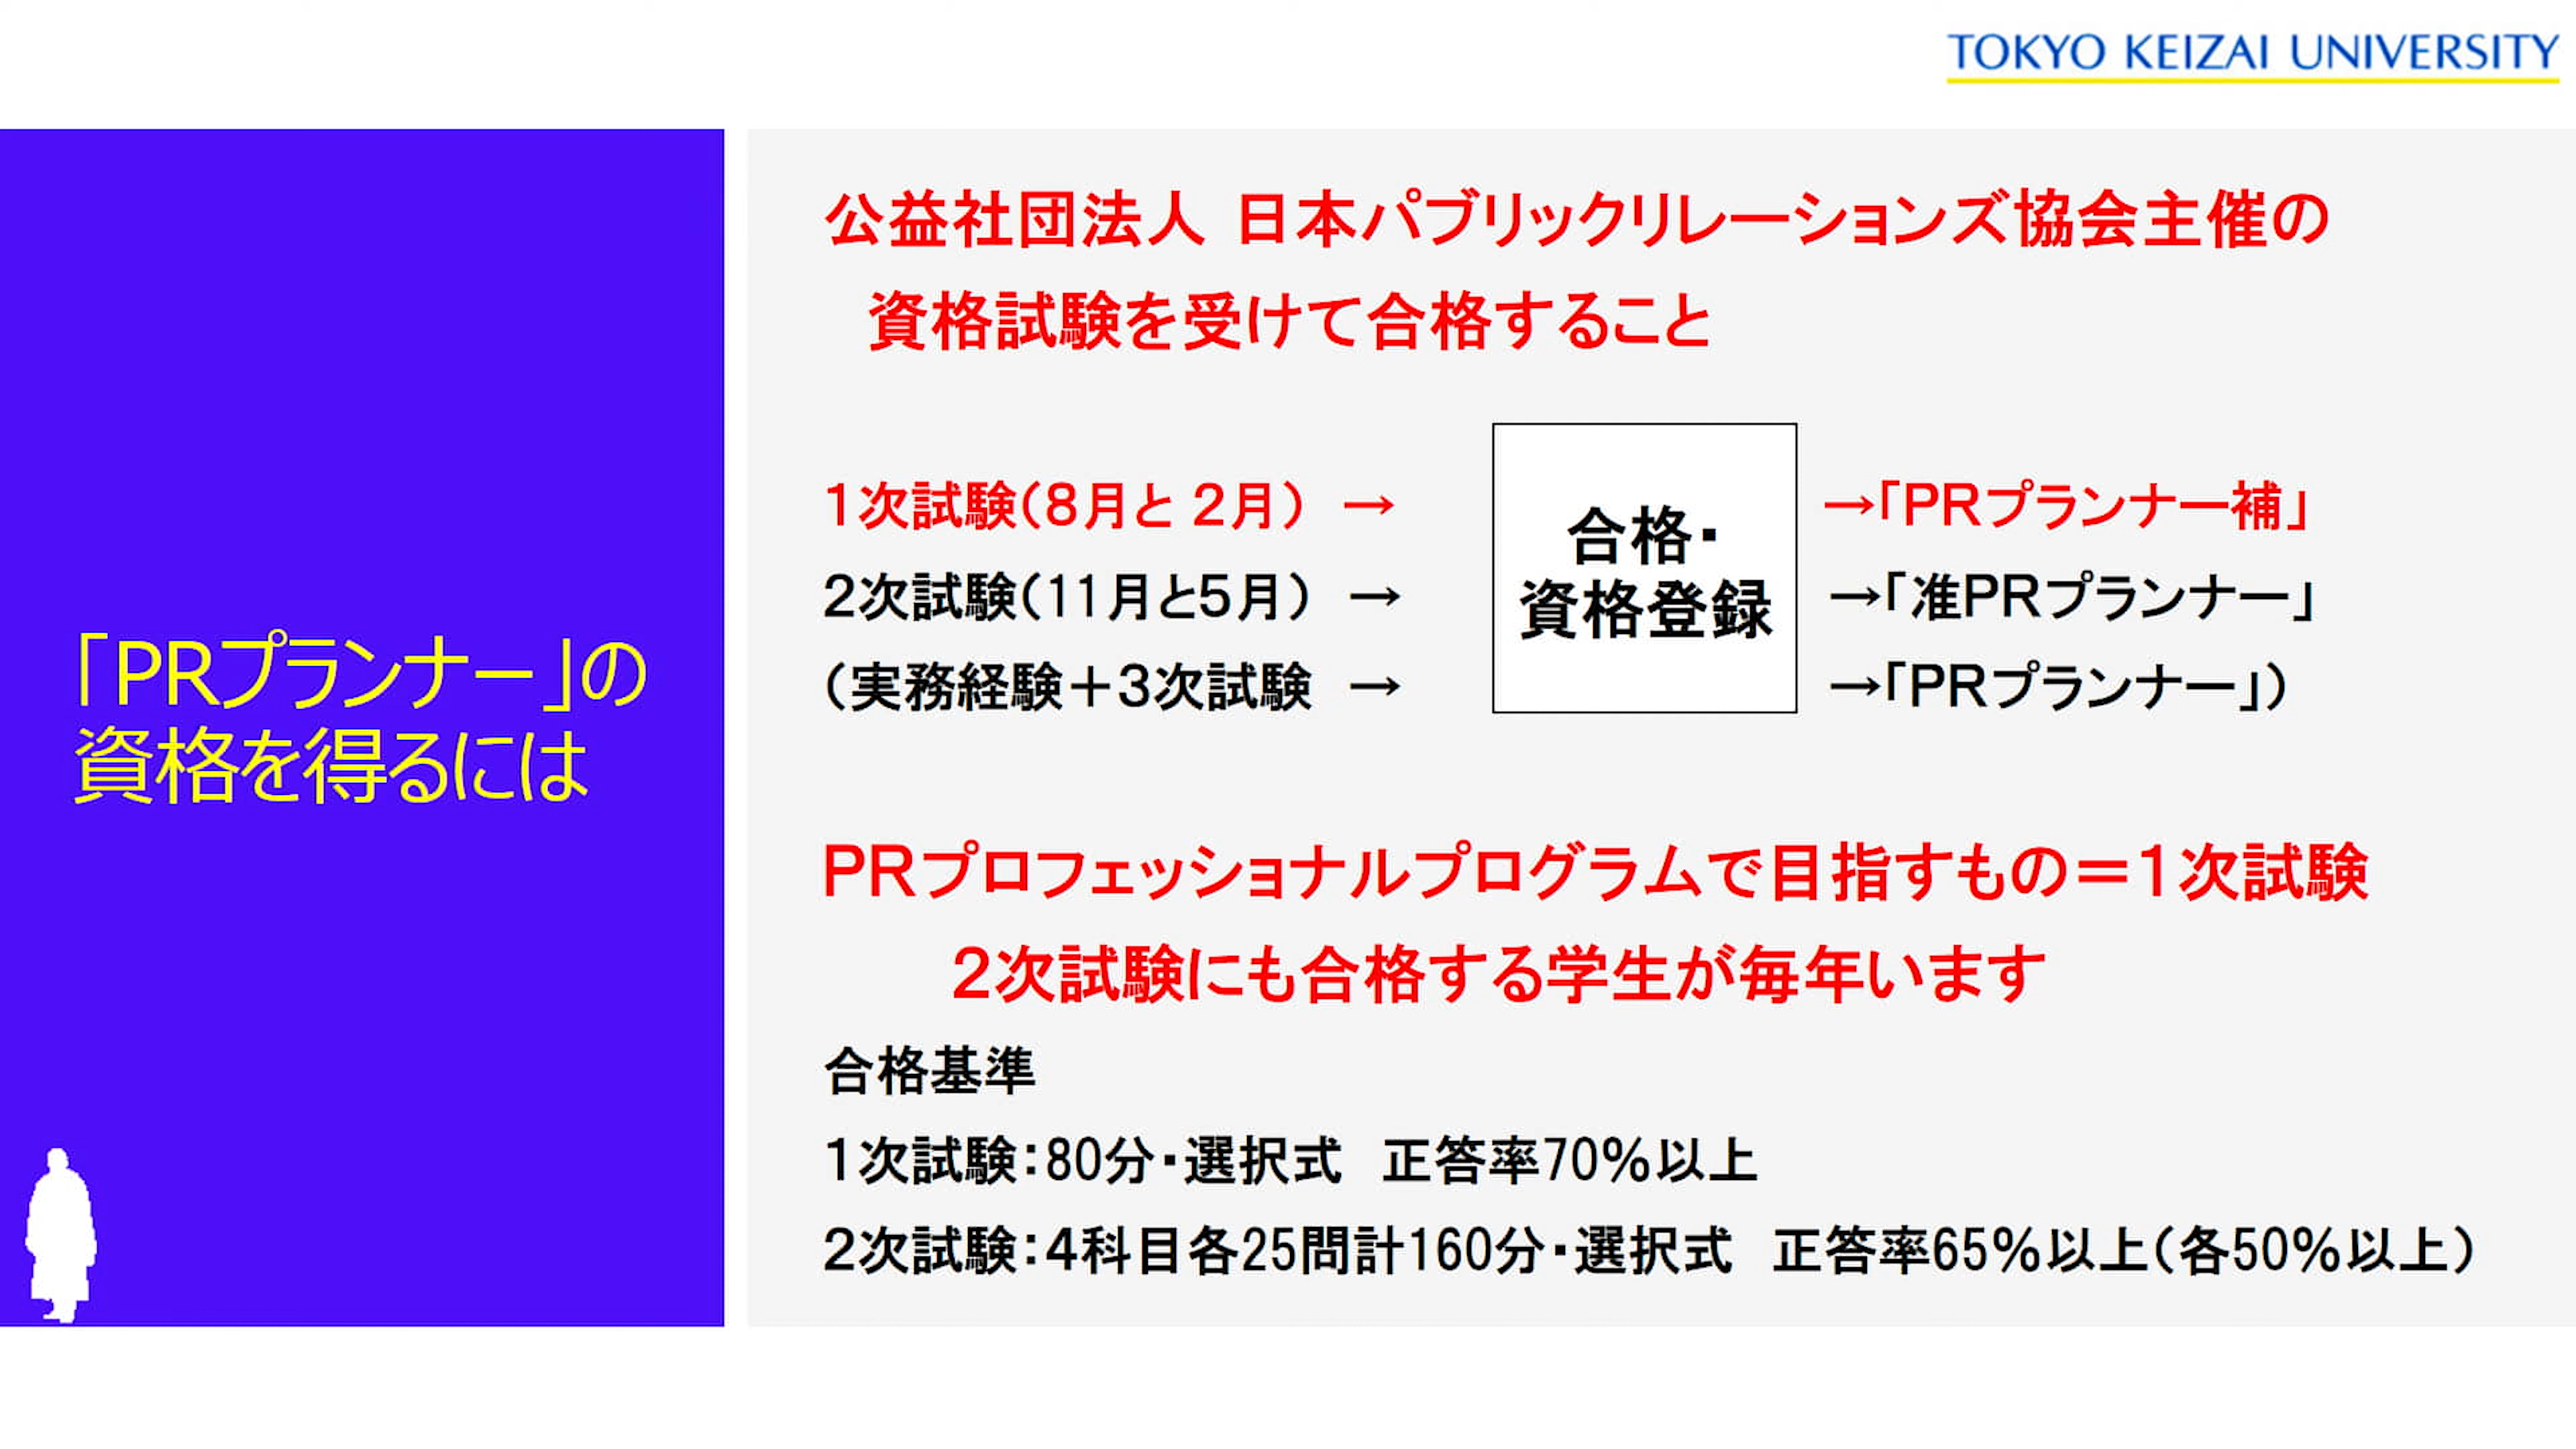 TOKYO KEIZAI UNIVERSITY
「PRプランナー」の
資格を得るには
公益社団法人 日本パブリックリレーションズ協会主催の
資格試験を受けて合格すること
1次試験(8月と 2月) → →「PRプランナー補」
2次試験(11月と5月) → →「准PRプランナー」
(実務経験+3次試験 → →「PRプランナー」)
合格・
資格登録
PRプロフェッショナルプログラムで目指すもの=1次試験
2次試験にも合格する学生が毎年います
合格基準
1次試験:80分・選択式 正答率70%以上
2次試験:4科目各25問計160分・選択式 正答率65%以上(各50%以上)